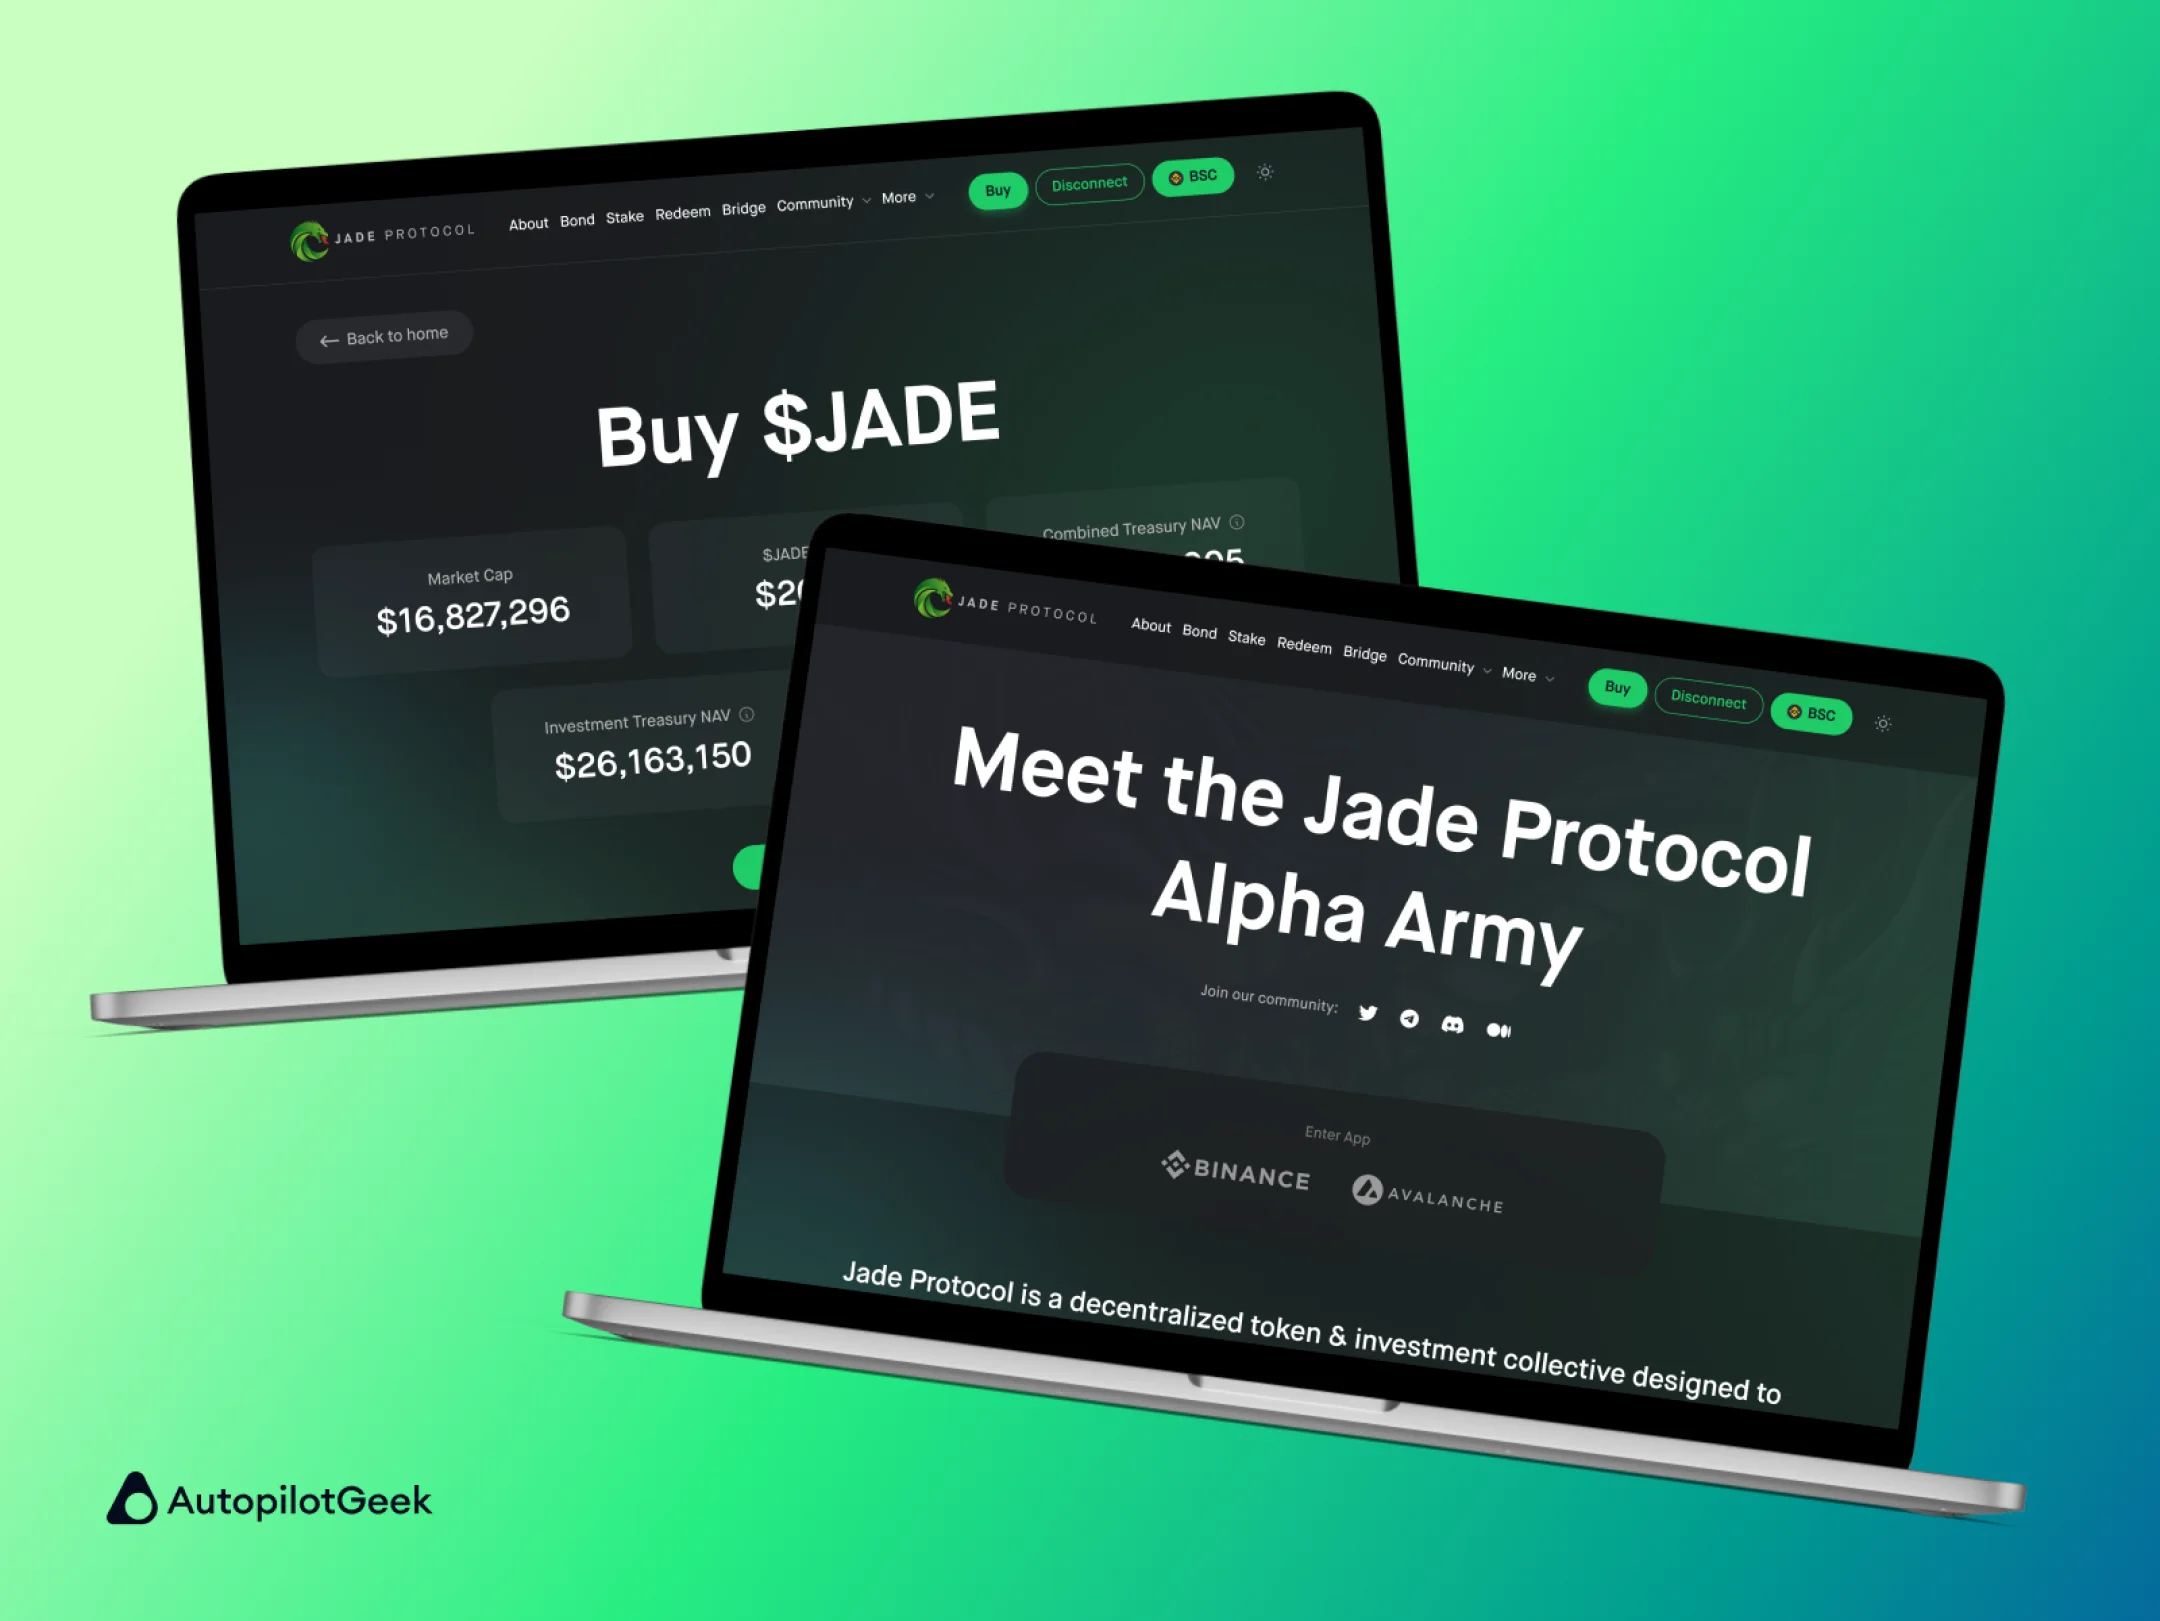 JADE PROTOCOL
About Bond Stake Redeem Bridge Community More
Buy
Disconnect
BSC
Back to home
Buy $JADE
Market Cap
$16,827,296
$JADE
Combined Treasury NAV
Investment Treasury NAV
$26,163,150
JADE PROTOCOL
About Bond Stake Redeem Bridge Community More
Buy
Disconnect
BSC
Meet the Jade Protocol
Alpha Army
Join our community:
Enter App
BINANCE
AVALANCHE
Jade Protocol is a decentralized token & investment collective designed to
AutopilotGeek